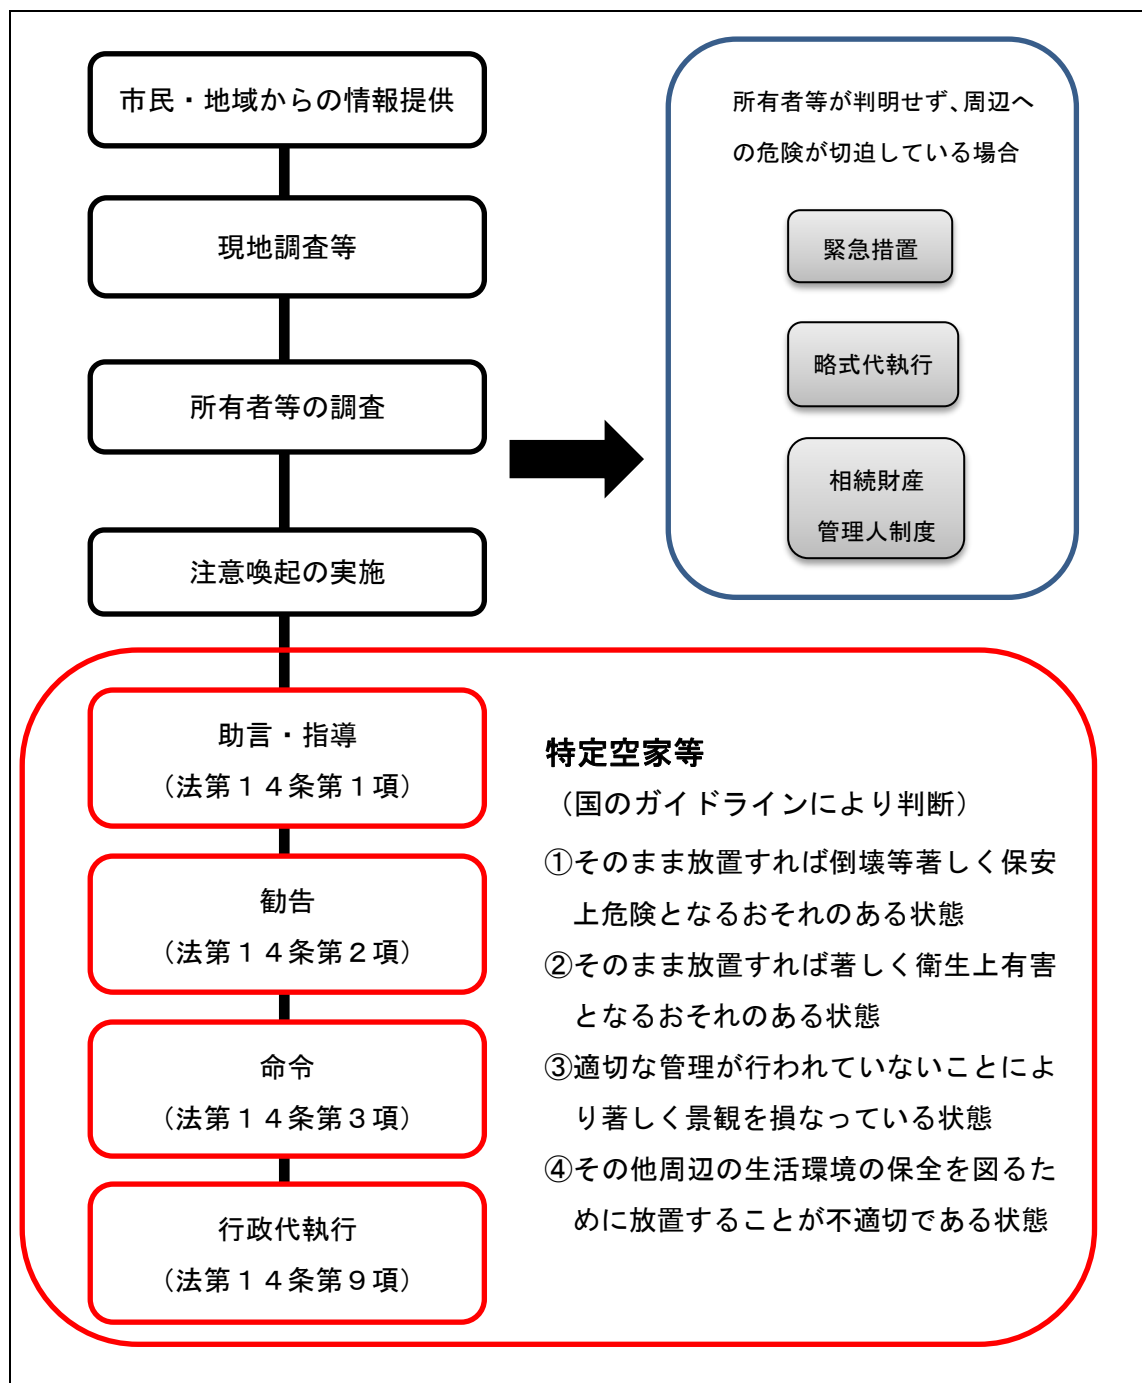 市民・地域からの情報提供
現地調査等
所有者等の調査
注意喚起の実施
所有者等が判明せず、周辺へ
の危険が切迫している場合
緊急措置
略式代執行
相続財産
管理人制度
助言・指導
（法第１４条第１項）
勧告
（法第１４条第２項）
命令
（法第１４条第３項）
行政代執行
（法第１４条第９項）
特定空家等
（国のガイドラインにより判断）
①そのまま放置すれば倒壊等著しく保安
上危険となるおそれのある状態
②そのまま放置すれば著しく衛生上有害
となるおそれのある状態
③適切な管理が行われていないことによ
り著しく景観を損なっている状態
④その他周辺の生活環境の保全を図るた
めに放置することが不適切である状態